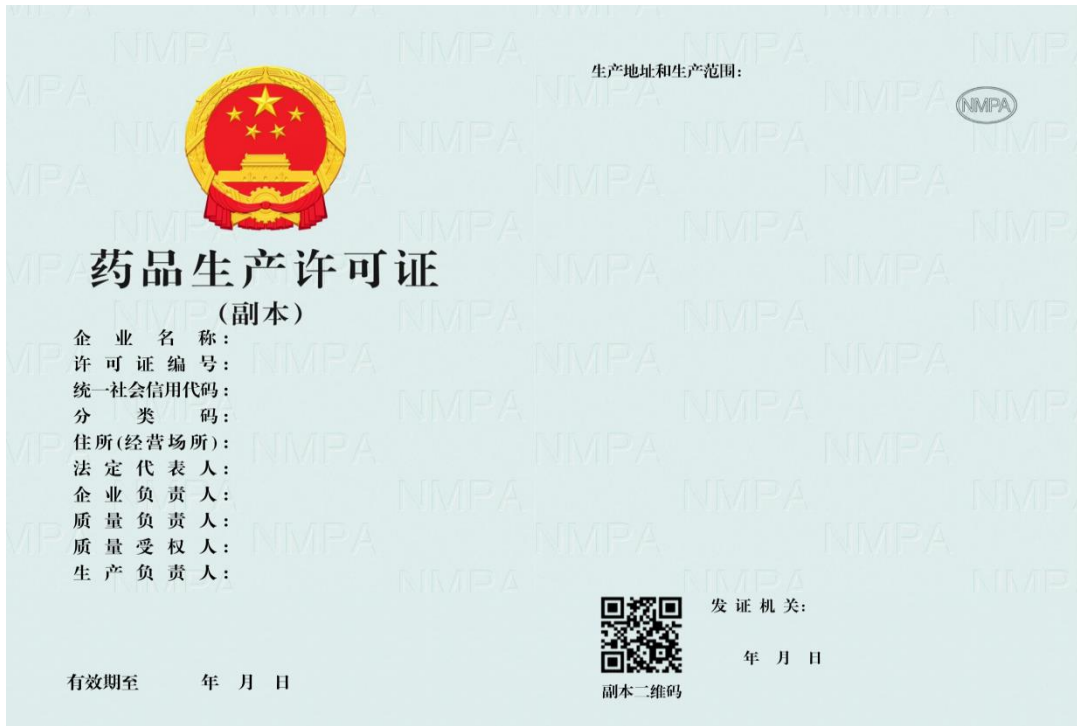 药品生产许可证
(副本)
企业名称:
许可证编号:
统一社会信用代码:
分类码:
住所(经营场所):
法定代表人:
企业负责人:
质量负责人:
质量受权人:
生产负责人:
有效期至 年 月 日
生产地址和生产范围:
NMPA
发证机关:
年 月 日
副本二维码